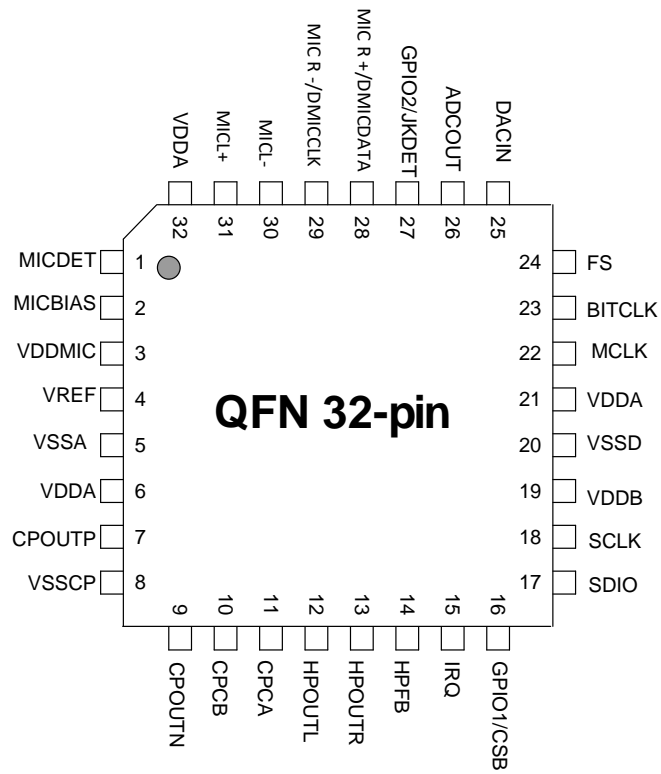 VDDA
MICL+
MICL-
MIC R -/DMICCLK
MIC R +/DMICDATA
GPIO2/JKDET
ADCOUT
DACIN
32
31
30
29
28
27
26
25
MICDET 1
MICBIAS 2
VDDMIC 3
VREF 4
VSSA 5
VDDA 6
CPOUTP 7
VSSCP 8
QFN 32-pin
24 FS
23 BITCLK
22 MCLK
21 VDDA
20 VSSD
19 VDDB
18 SCLK
17 SDIO
9
10
11
12
13
14
15
16
CPOUTN
CPCB
CPCA
HPOUTL
HPOUTR
HPFB
IRQ
GPIO1/CSB